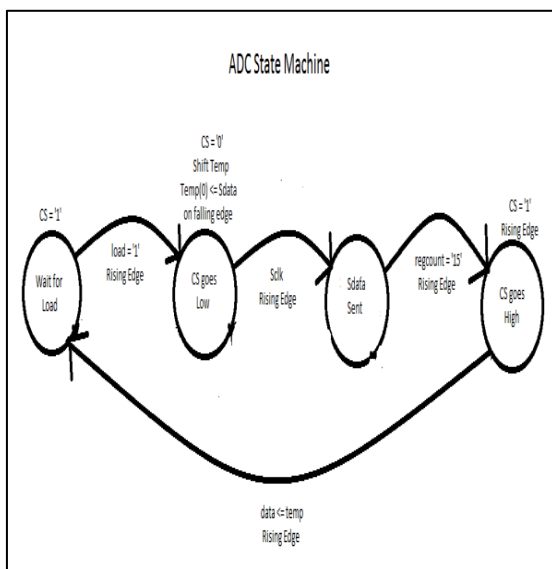 ADC State Machine
CS = '0'
Shift Temp
Temp(0) <= Sdata
on falling edge
CS = '1'
CS = '1'
Rising Edge
load = '1'
Rising Edge
Sclk
Rising Edge
regcount = '15'
Rising Edge
Wait for
Load
CS goes
Low
Sdata
Sent
CS goes
High
data <= temp
Rising Edge